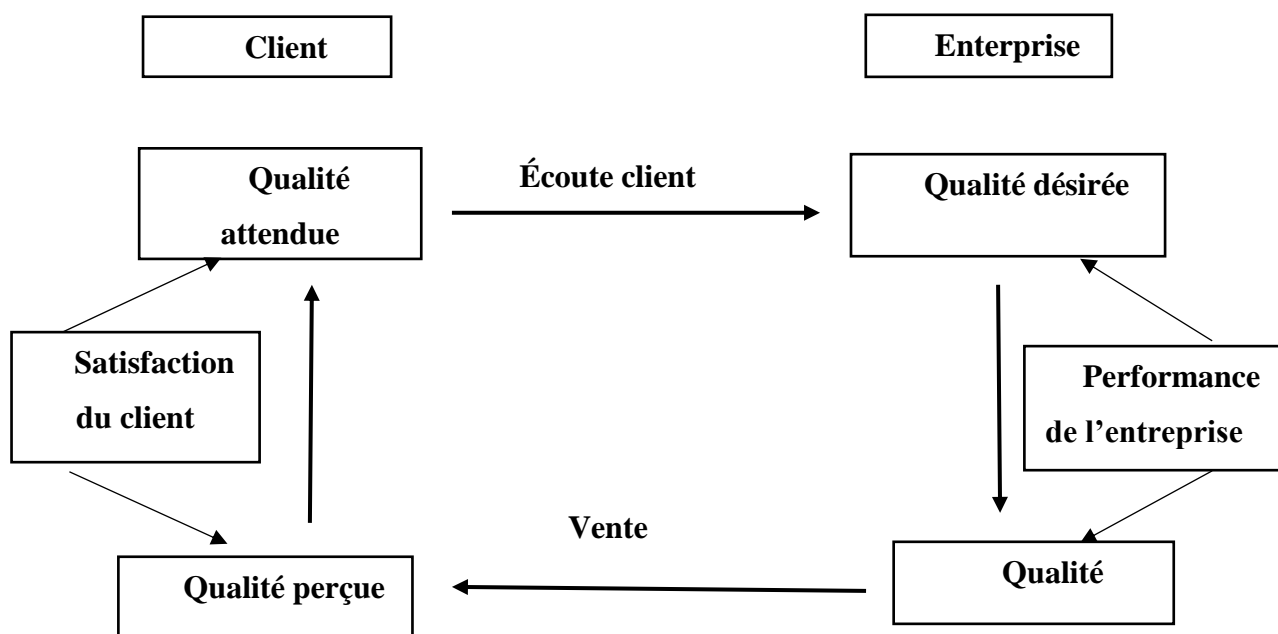 Client
Enterprise
Qualité
attendue
Écoute client
Qualité désirée
Satisfaction
du client
Performance
de l’entreprise
Vente
Qualité perçue
Qualité